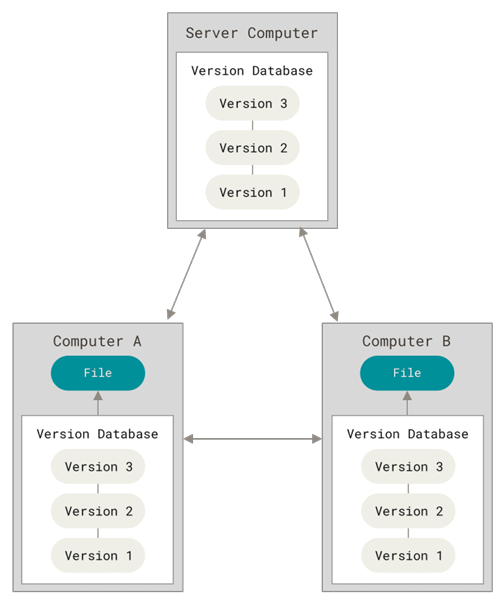 Server Computer
Version Database
Version 3
Version 2
Version 1
Computer A
File
Version Database
Version 3
Version 2
Version 1
Computer B
File
Version Database
Version 3
Version 2
Version 1